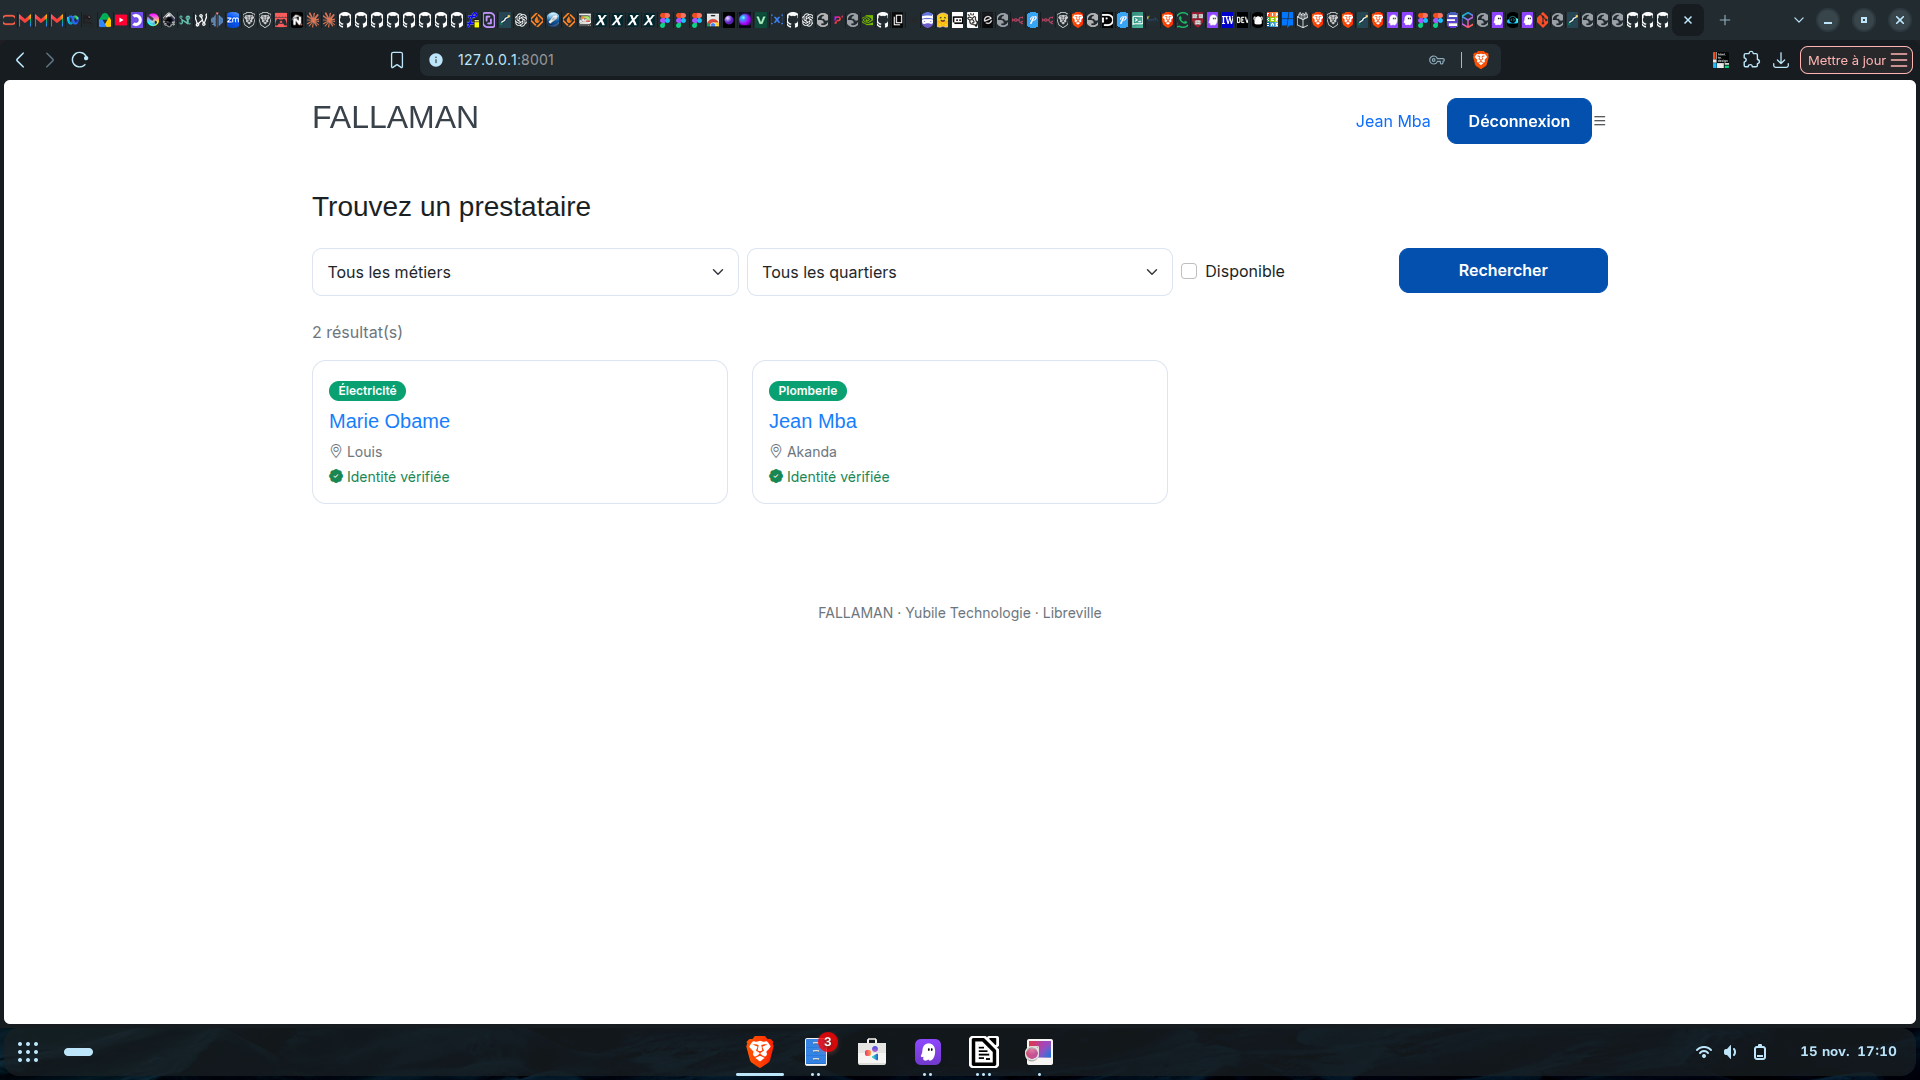 127.0.0.1:8001
Mettre à jour
FALLAMAN
Jean Mba
Déconnexion
Trouvez un prestataire
Tous les métiers
Tous les quartiers
Disponible
Rechercher
2 résultat(s)
Électricité
Marie Obame
Louis
Identité vérifiée
Plomberie
Jean Mba
Akanda
Identité vérifiée
FALLAMAN · Yubile Technologie · Libreville
3
15 nov. 17:10